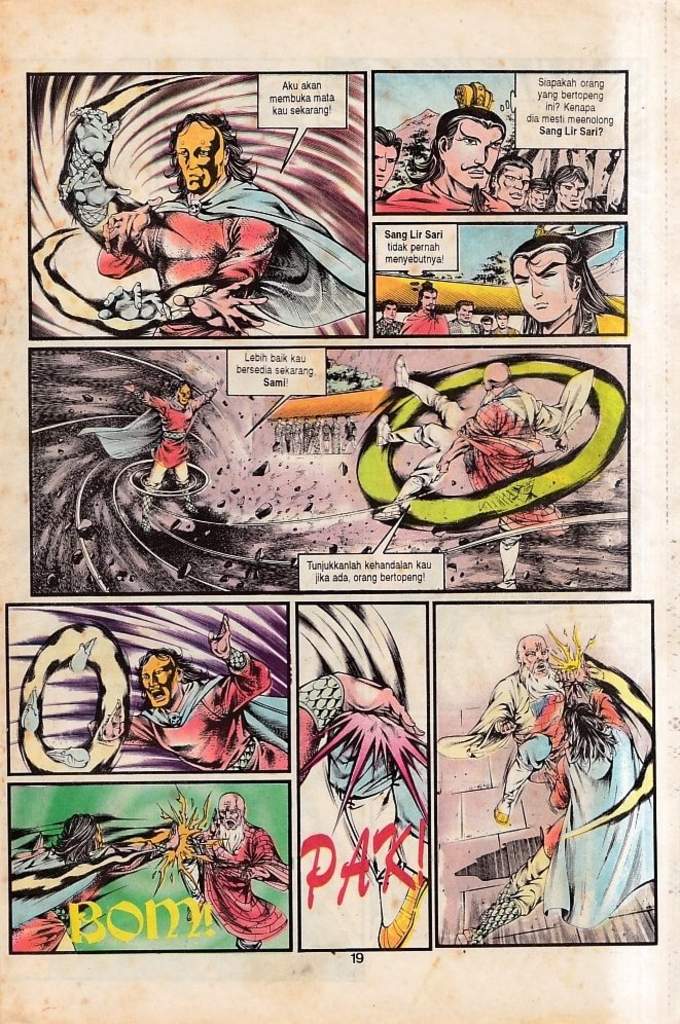 Aku akan
membuka mata
kau sekarang!
Siapakah orang
yang bertopeng
ini? Kenapa
dia mesti meenolong
Sang Lir Sari?
Sang Lir Sari
tidak pernah
menyebutnya!
Lebih baik kau
bersedia sekarang.
Sami!
Tunjukkanlah kehandalan kau
jika ada, orang bertopeng!
BOM!
PAK!
19